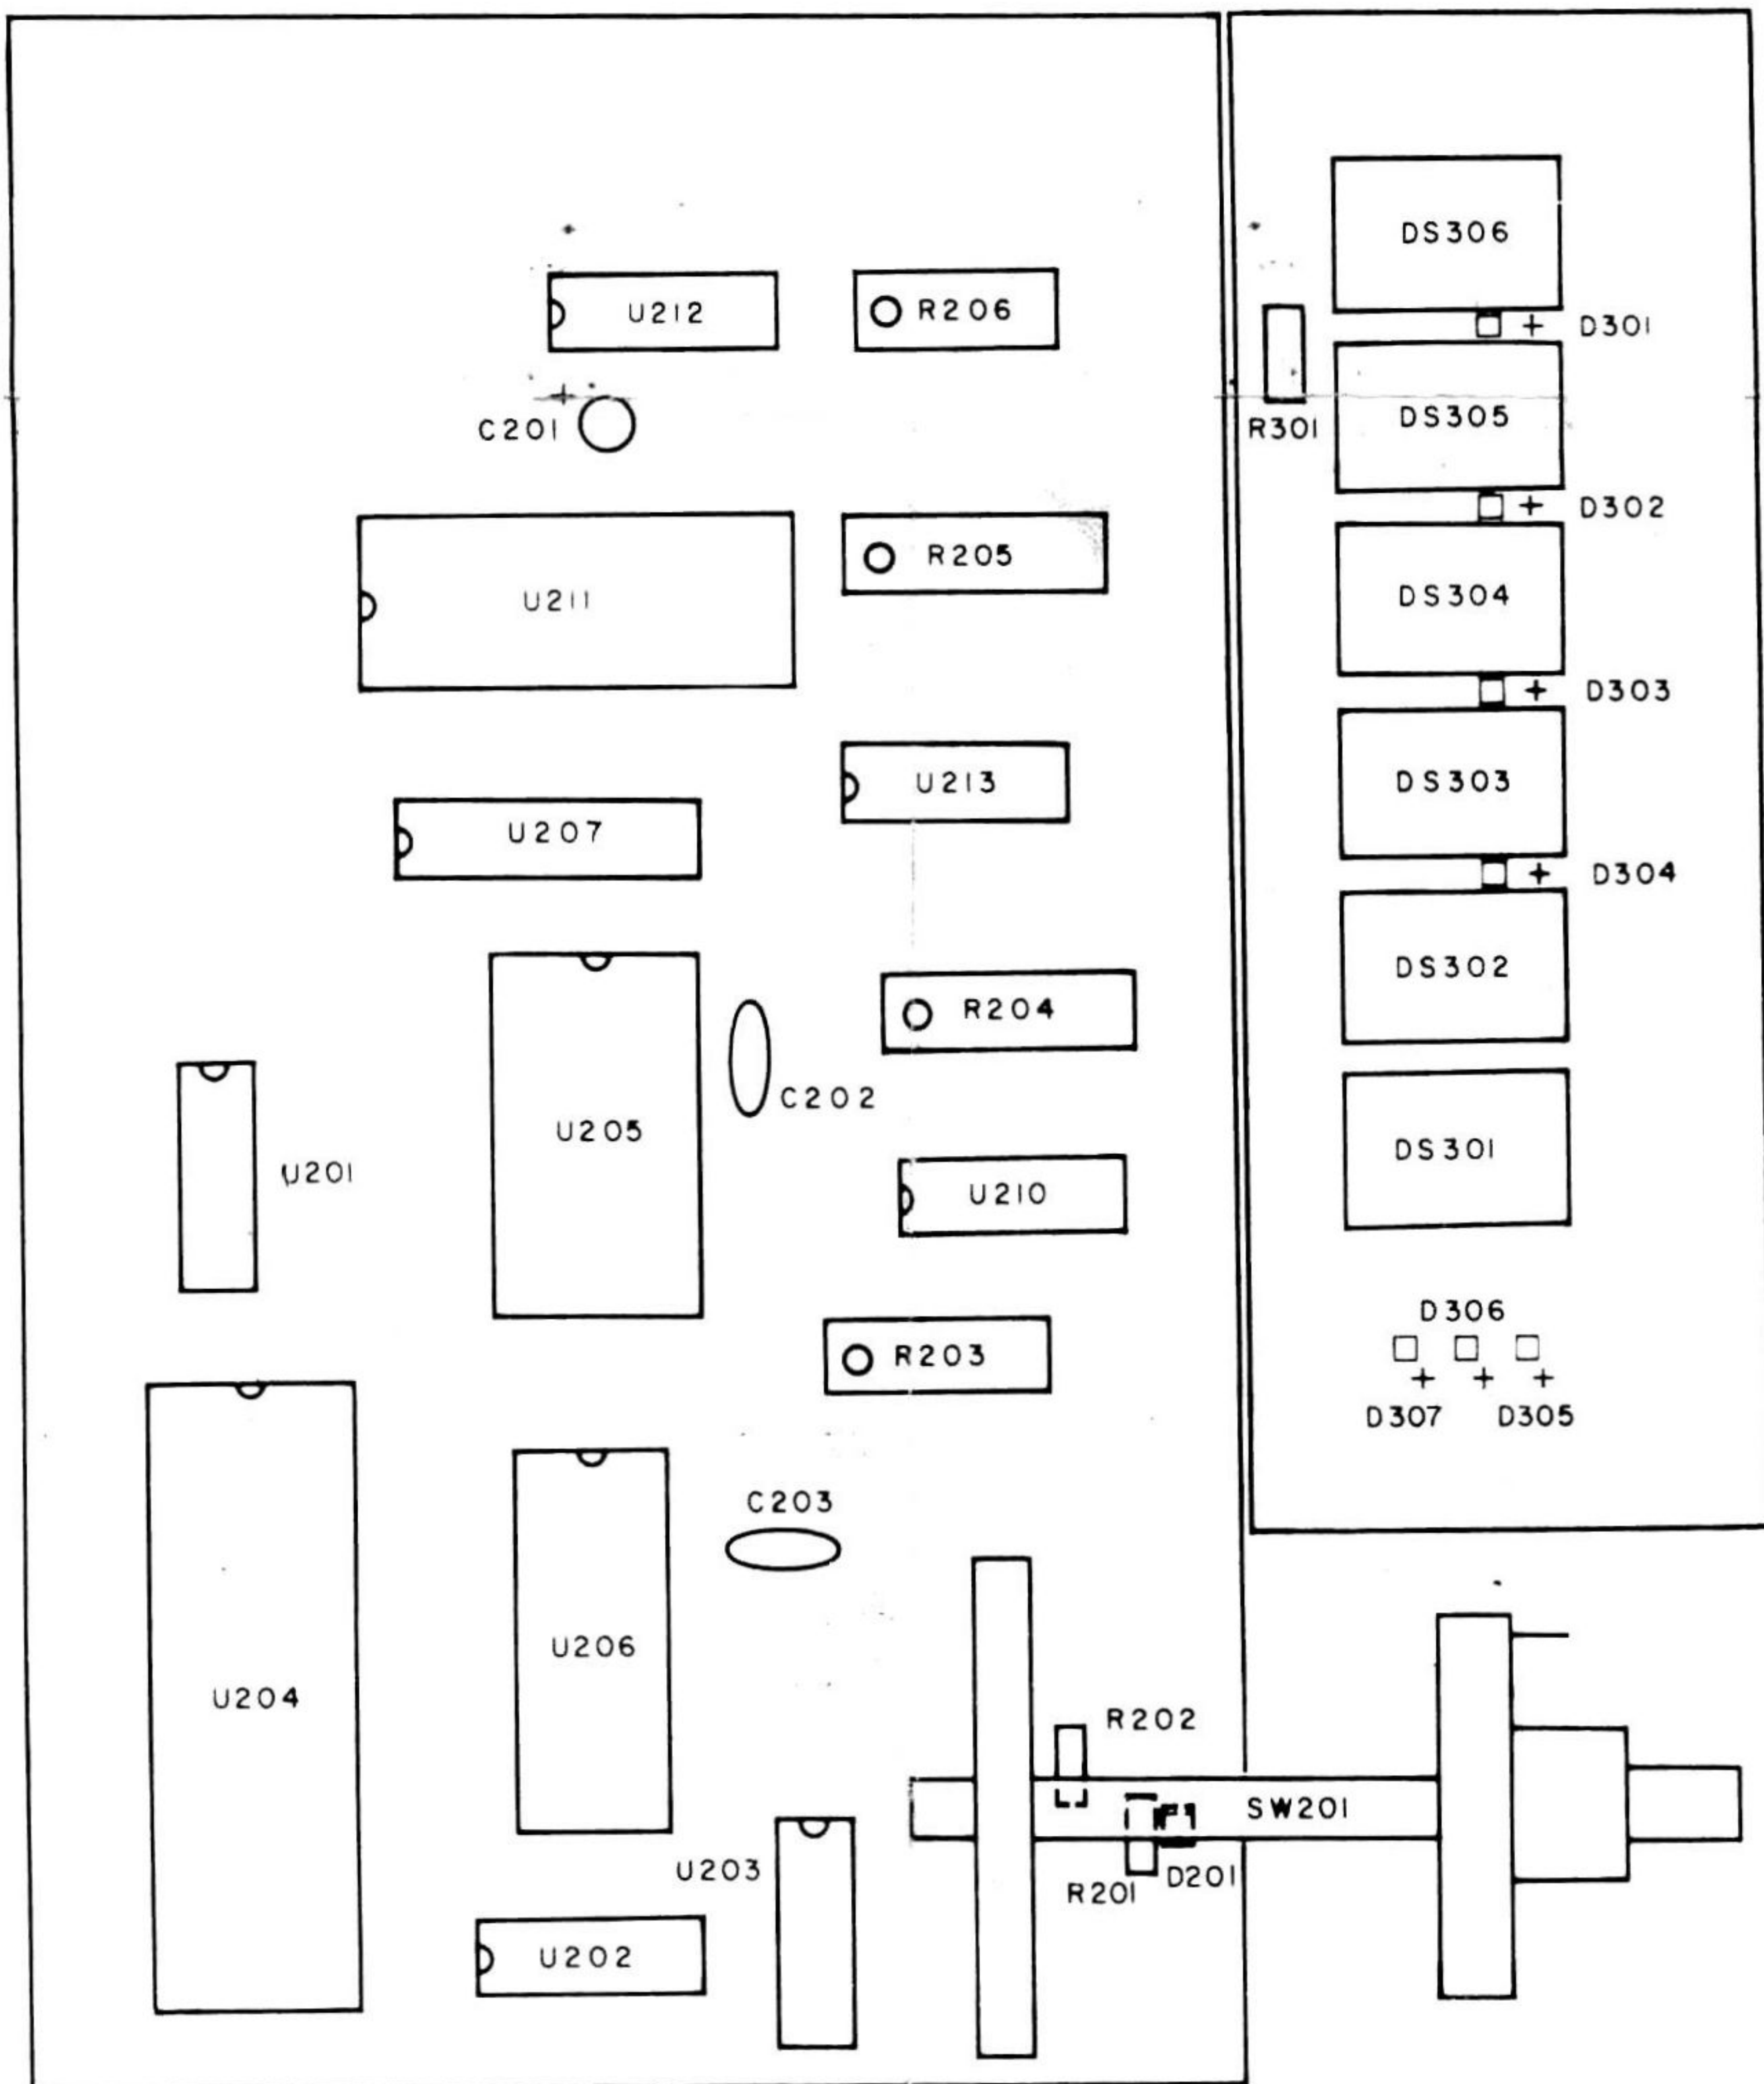 DS306
U212
R206
+ D301
+
C201
R301
DS305
+ D302
R205
U211
DS304
+ D303
U213
DS303
U207
+ D304
DS302
R204
C202
U205
DS301
U201
U210
D306
R203
+ + +
D307
D305
C203
U206
U204
R202
SW201
U203
D201
R201
U202